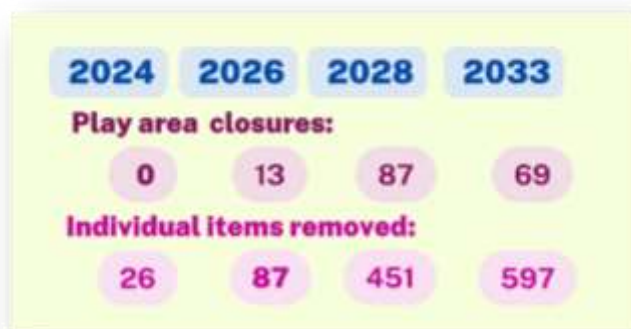 2024 2026 2028 2033
Play area closures:
0 13 87 69
Individual items removed:
26 87 451 597